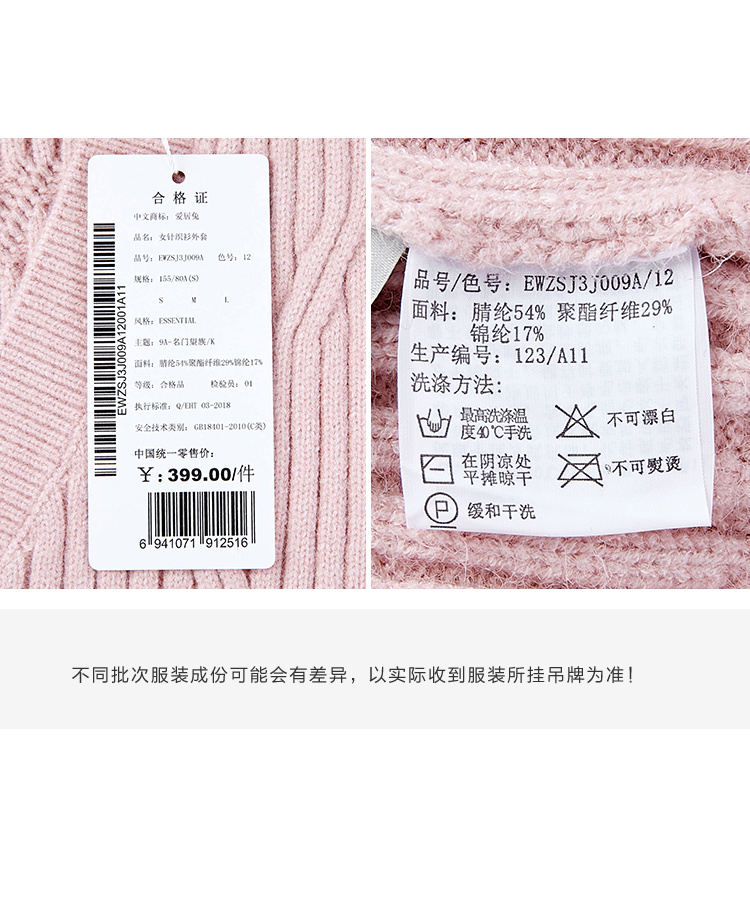 合格证
中文商标: 爱居兔
品名: 女针织衫外套
品号: EWZSJ3J009A 色号: 12
规格: 155/80A(S)
S M L
风格: ESSENTIAL
主题: 9A-名门枭族/K
面料: 腈纶54%聚酯纤维29%锦纶17%
等级: 合格品 检验员: 01
执行标准: Q/EHT 03-2018
安全技术类别: GB18401-2010(C类)
中国统一零售价:
¥: 399.00/件
6 941071 912516
EWZSJ3J009A12001A11
品号/色号: EWZSJ3J009A/12
面料: 腈纶54% 聚酯纤维29%
锦纶17%
生产编号: 123/A11
洗涤方法:
最高洗涤温
度40℃手洗
不可漂白
在阴凉处
平摊晾干
不可熨烫
P
缓和干洗
不同批次服装成份可能会有差异，以实际收到服装所挂吊牌为准！